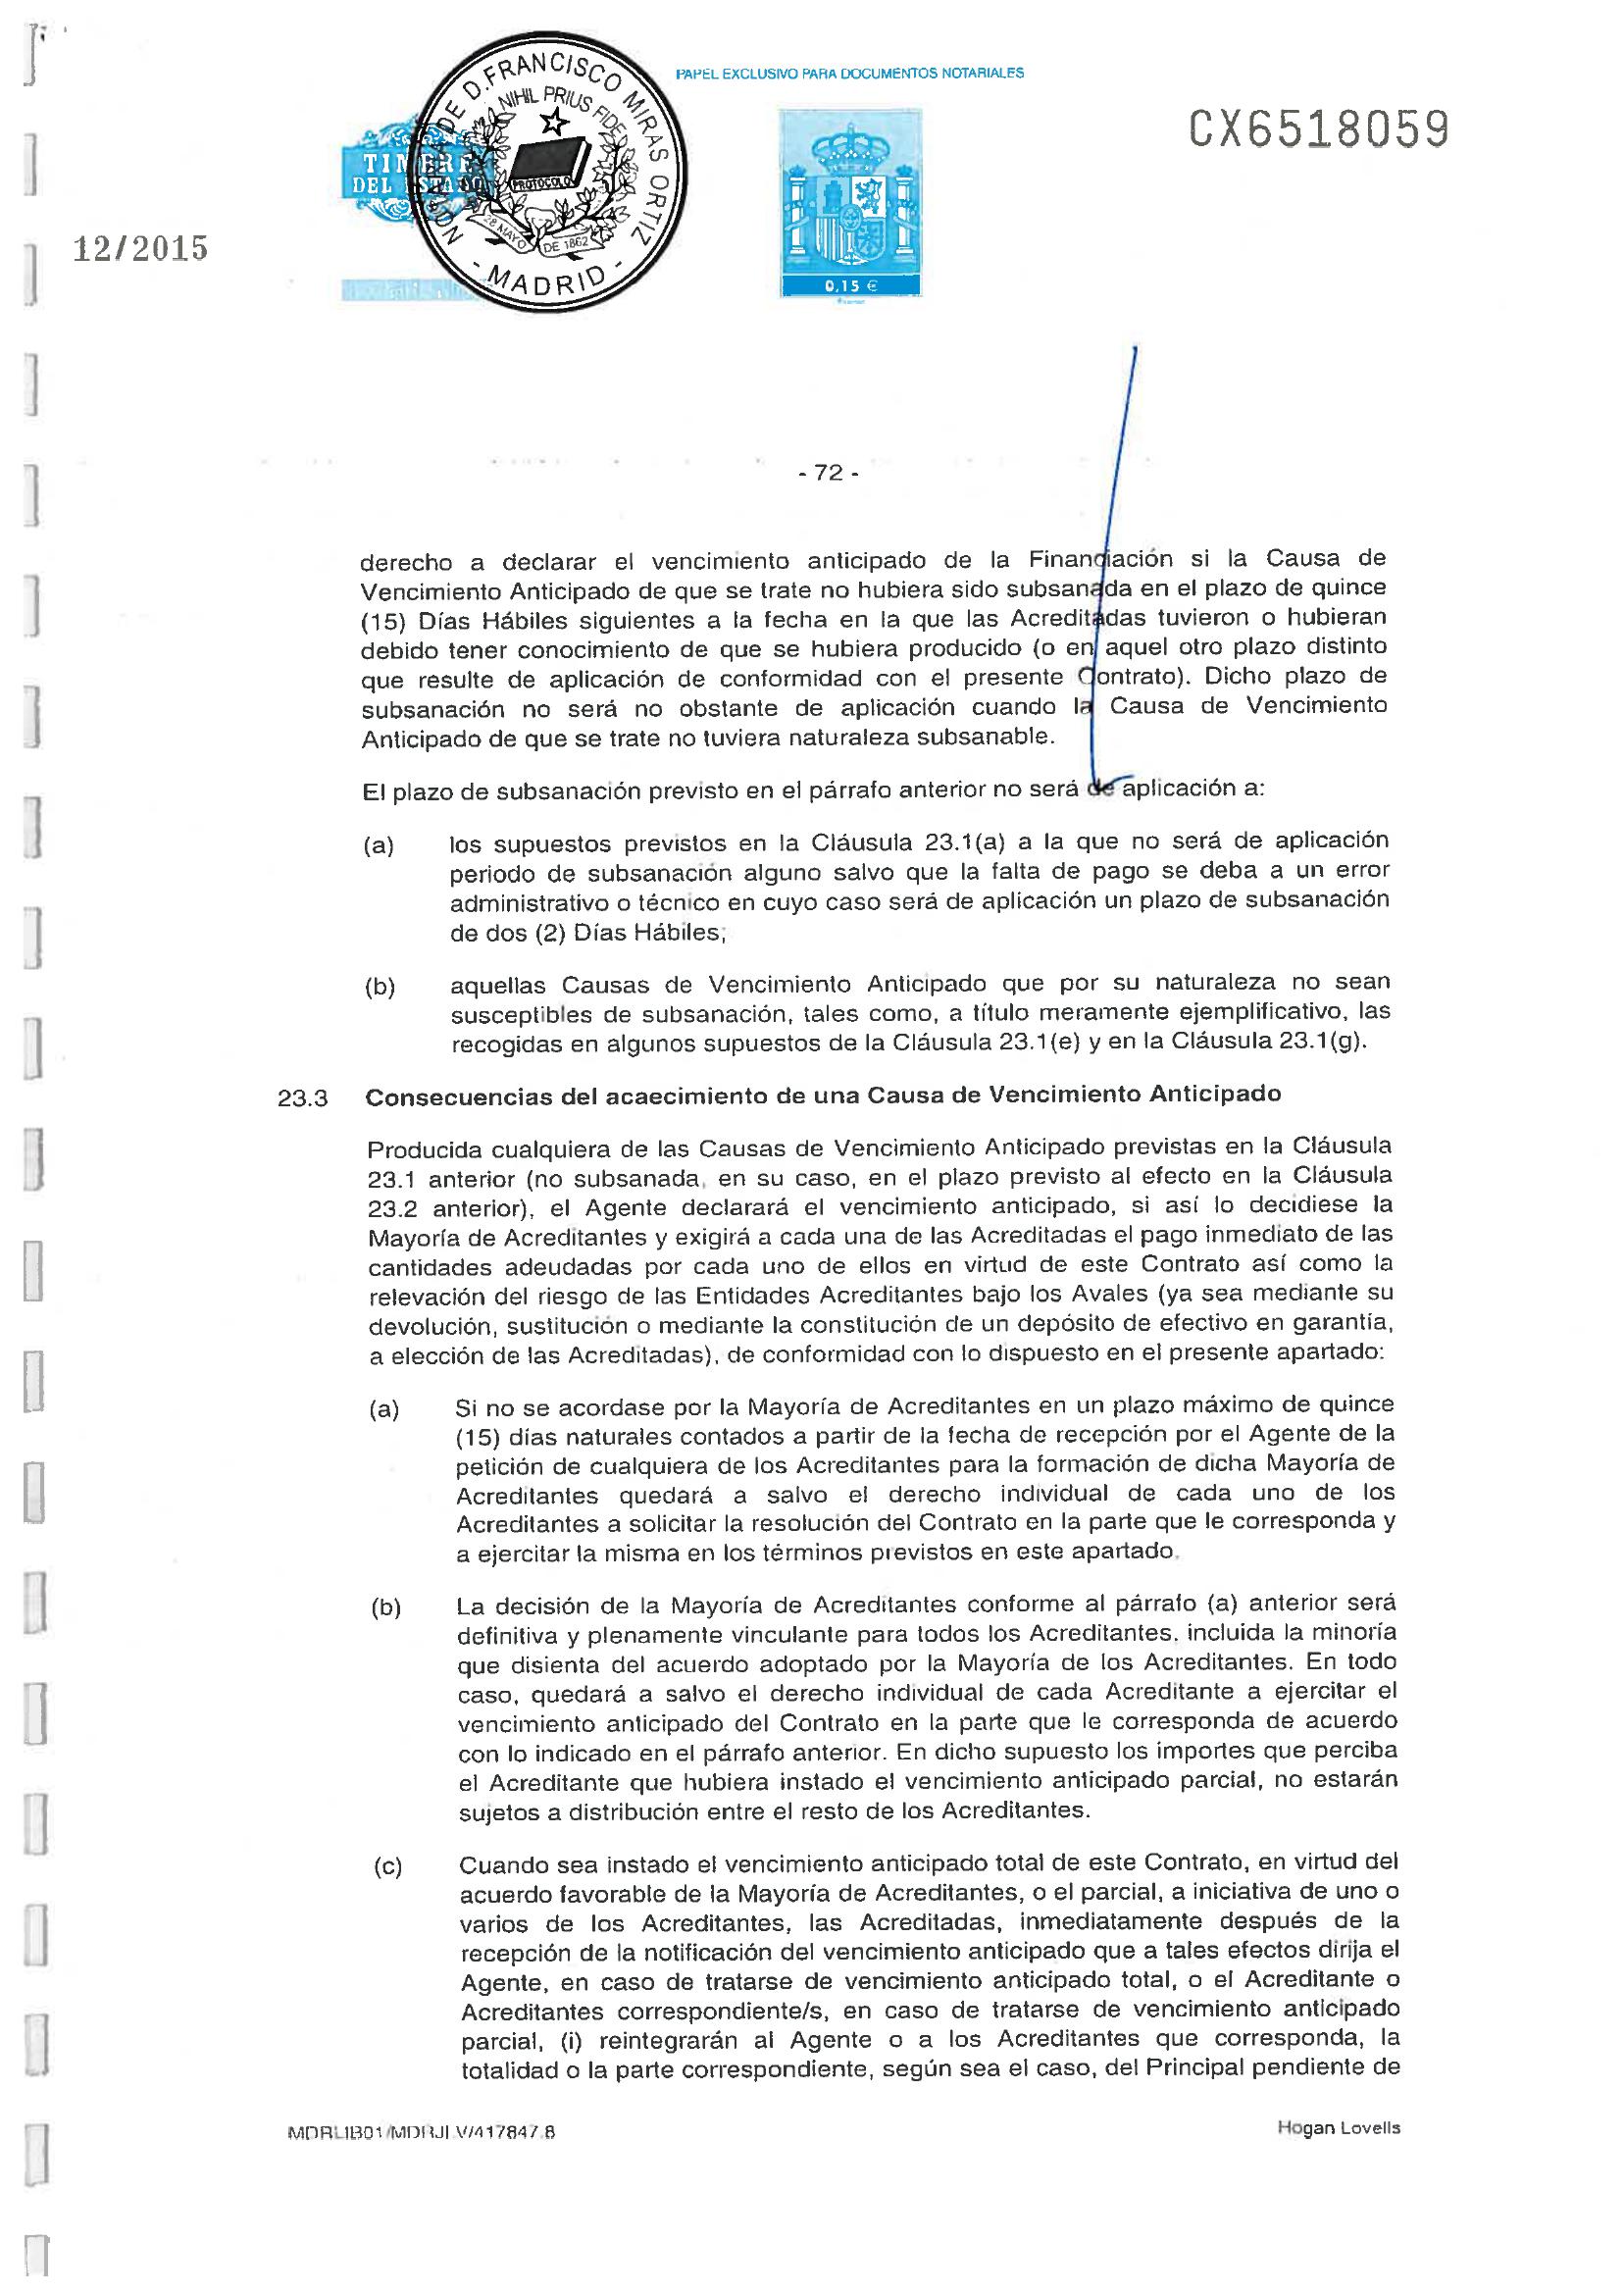 PAPEL EXCLUSIVO PARA DOCUMENTOS NOTARIALES
CX6518059
NOTARÍA DE D.FRANCISCO MIRAS ORTIZ
- MADRID -
NIHIL PRIUS FIDE
PROTOCOLO
28 MAYO DE 1862
TIMBRE
DEL ESTADO
12/2015
0,15 €
- 72 -
derecho a declarar el vencimiento anticipado de la Financiación si la Causa de
Vencimiento Anticipado de que se trate no hubiera sido subsanada en el plazo de quince
(15) Días Hábiles siguientes a la fecha en la que las Acreditadas tuvieron o hubieran
debido tener conocimiento de que se hubiera producido (o en aquel otro plazo distinto
que resulte de aplicación de conformidad con el presente Contrato). Dicho plazo de
subsanación no será no obstante de aplicación cuando la Causa de Vencimiento
Anticipado de que se trate no tuviera naturaleza subsanable.
El plazo de subsanación previsto en el párrafo anterior no será de aplicación a:
(a) los supuestos previstos en la Cláusula 23.1(a) a la que no será de aplicación
periodo de subsanación alguno salvo que la falta de pago se deba a un error
administrativo o técnico en cuyo caso será de aplicación un plazo de subsanación
de dos (2) Días Hábiles;
(b) aquellas Causas de Vencimiento Anticipado que por su naturaleza no sean
susceptibles de subsanación, tales como, a título meramente ejemplificativo, las
recogidas en algunos supuestos de la Cláusula 23.1(e) y en la Cláusula 23.1(g).
23.3 Consecuencias del acaecimiento de una Causa de Vencimiento Anticipado
Producida cualquiera de las Causas de Vencimiento Anticipado previstas en la Cláusula
23.1 anterior (no subsanada, en su caso, en el plazo previsto al efecto en la Cláusula
23.2 anterior), el Agente declarará el vencimiento anticipado, si así lo decidiese la
Mayoría de Acreditantes y exigirá a cada una de las Acreditadas el pago inmediato de las
cantidades adeudadas por cada uno de ellos en virtud de este Contrato así como la
relevación del riesgo de las Entidades Acreditantes bajo los Avales (ya sea mediante su
devolución, sustitución o mediante la constitución de un depósito de efectivo en garantía,
a elección de las Acreditadas), de conformidad con lo dispuesto en el presente apartado:
(a) Si no se acordase por la Mayoría de Acreditantes en un plazo máximo de quince
(15) días naturales contados a partir de la fecha de recepción por el Agente de la
petición de cualquiera de los Acreditantes para la formación de dicha Mayoría de
Acreditantes quedará a salvo el derecho individual de cada uno de los
Acreditantes a solicitar la resolución del Contrato en la parte que le corresponda y
a ejercitar la misma en los términos previstos en este apartado.
(b) La decisión de la Mayoría de Acreditantes conforme al párrafo (a) anterior será
definitiva y plenamente vinculante para todos los Acreditantes, incluida la minoría
que disienta del acuerdo adoptado por la Mayoría de los Acreditantes. En todo
caso, quedará a salvo el derecho individual de cada Acreditante a ejercitar el
vencimiento anticipado del Contrato en la parte que le corresponda de acuerdo
con lo indicado en el párrafo anterior. En dicho supuesto los importes que perciba
el Acreditante que hubiera instado el vencimiento anticipado parcial, no estarán
sujetos a distribución entre el resto de los Acreditantes.
(c) Cuando sea instado el vencimiento anticipado total de este Contrato, en virtud del
acuerdo favorable de la Mayoría de Acreditantes, o el parcial, a iniciativa de uno o
varios de los Acreditantes, las Acreditadas, inmediatamente después de la
recepción de la notificación del vencimiento anticipado que a tales efectos dirija el
Agente, en caso de tratarse de vencimiento anticipado total, o el Acreditante o
Acreditantes correspondiente/s, en caso de tratarse de vencimiento anticipado
parcial, (i) reintegrarán al Agente o a los Acreditantes que corresponda, la
totalidad o la parte correspondiente, según sea el caso, del Principal pendiente de
MDRLIB01/MDRJLV/417847.8
Hogan Lovells